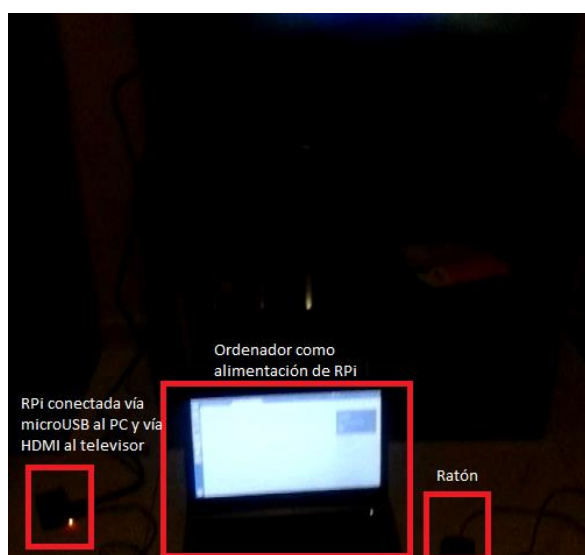 Ordenador como
alimentación de RPi
RPi conectada vía
microUSB al PC y vía
HDMI al televisor
Ratón